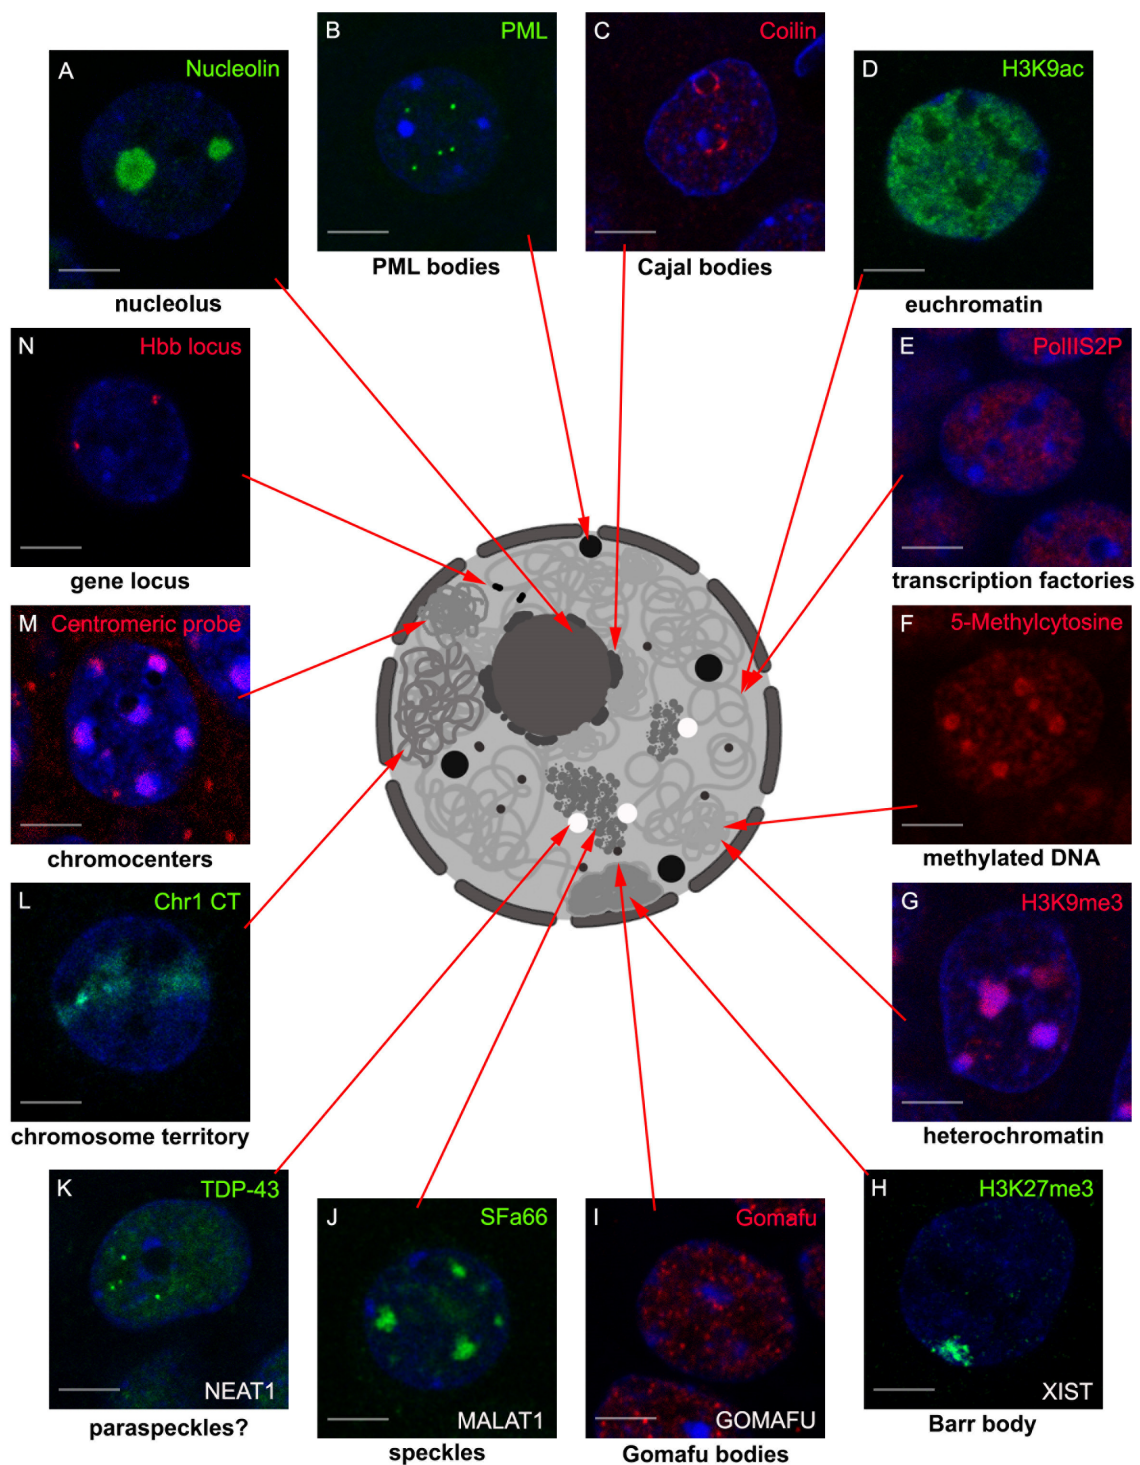 A
Nucleolin
nucleolus
B
PML
PML bodies
C
Coilin
Cajal bodies
D
H3K9ac
euchromatin
N
Hbb locus
gene locus
E
PolIIS2P
transcription factories
M
Centromeric probe
chromocenters
F
5-Methylcytosine
methylated DNA
L
Chr1 CT
chromosome territory
G
H3K9me3
heterochromatin
K
TDP-43
NEAT1
paraspeckles?
J
SFa66
MALAT1
speckles
I
Gomafu
GOMAFU
Gomafu bodies
H
H3K27me3
XIST
Barr body